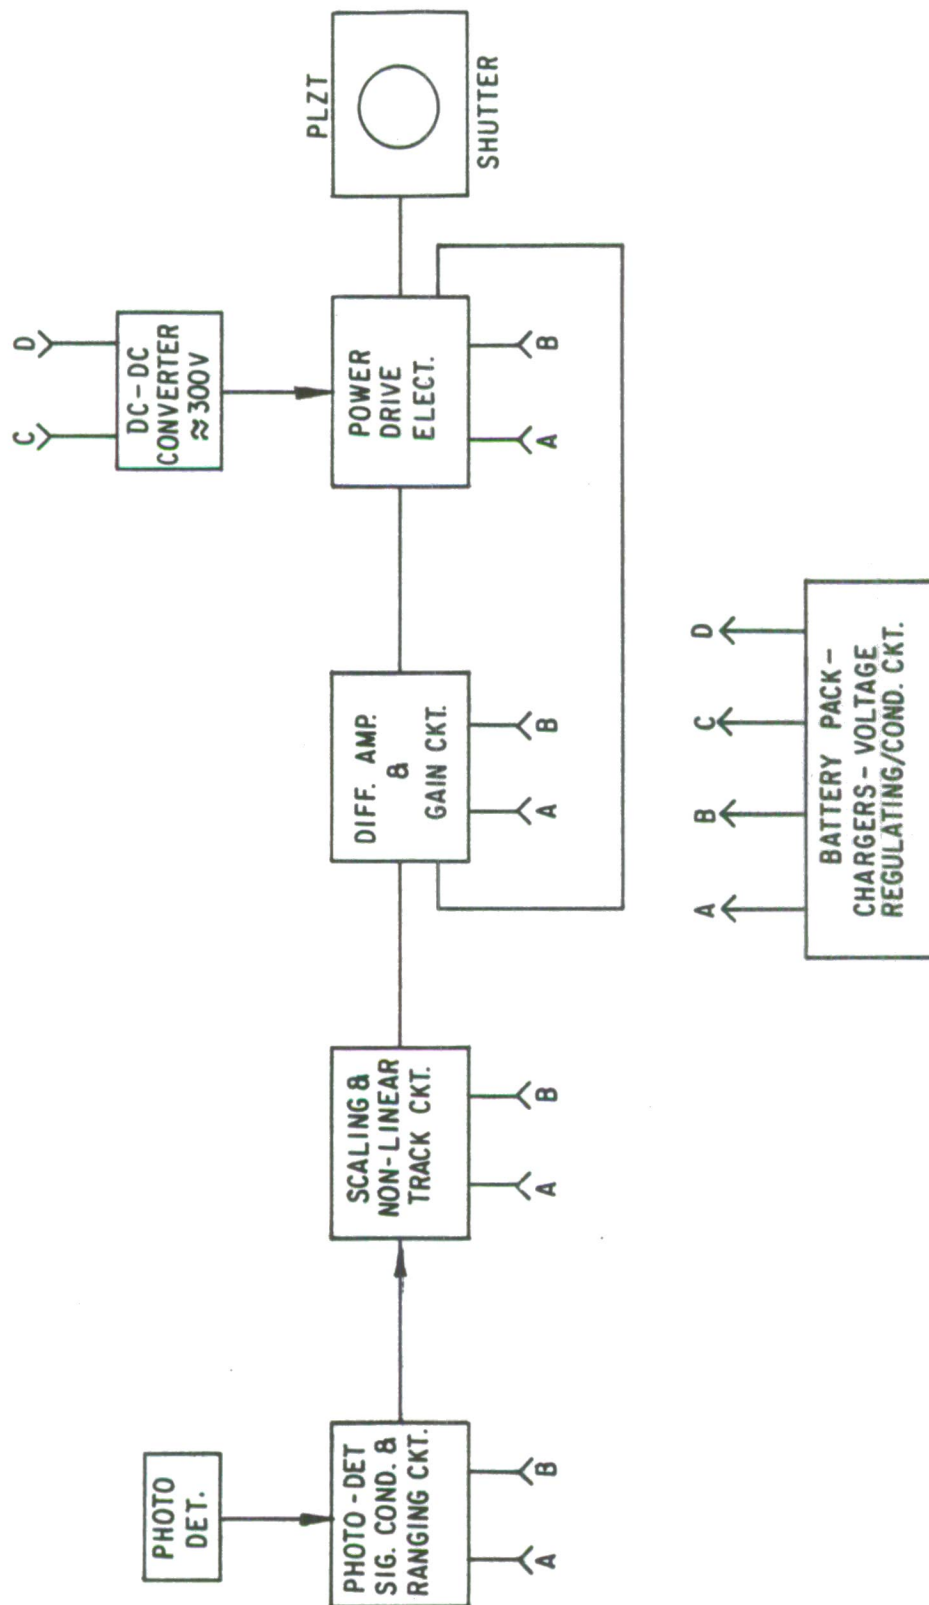 PHOTO
DET.
PHOTO-DET
SIG. COND. &
RANGING CKT.
A
B
SCALING &
NON-LINEAR
TRACK CKT.
A
B
DIFF. AMP.
&
GAIN CKT.
A
B
DC-DC
CONVERTER
≈300V
C
D
POWER
DRIVE
ELECT.
A
B
PLZT
SHUTTER
A
B
C
D
BATTERY PACK-
CHARGERS-VOLTAGE
REGULATING/COND. CKT.